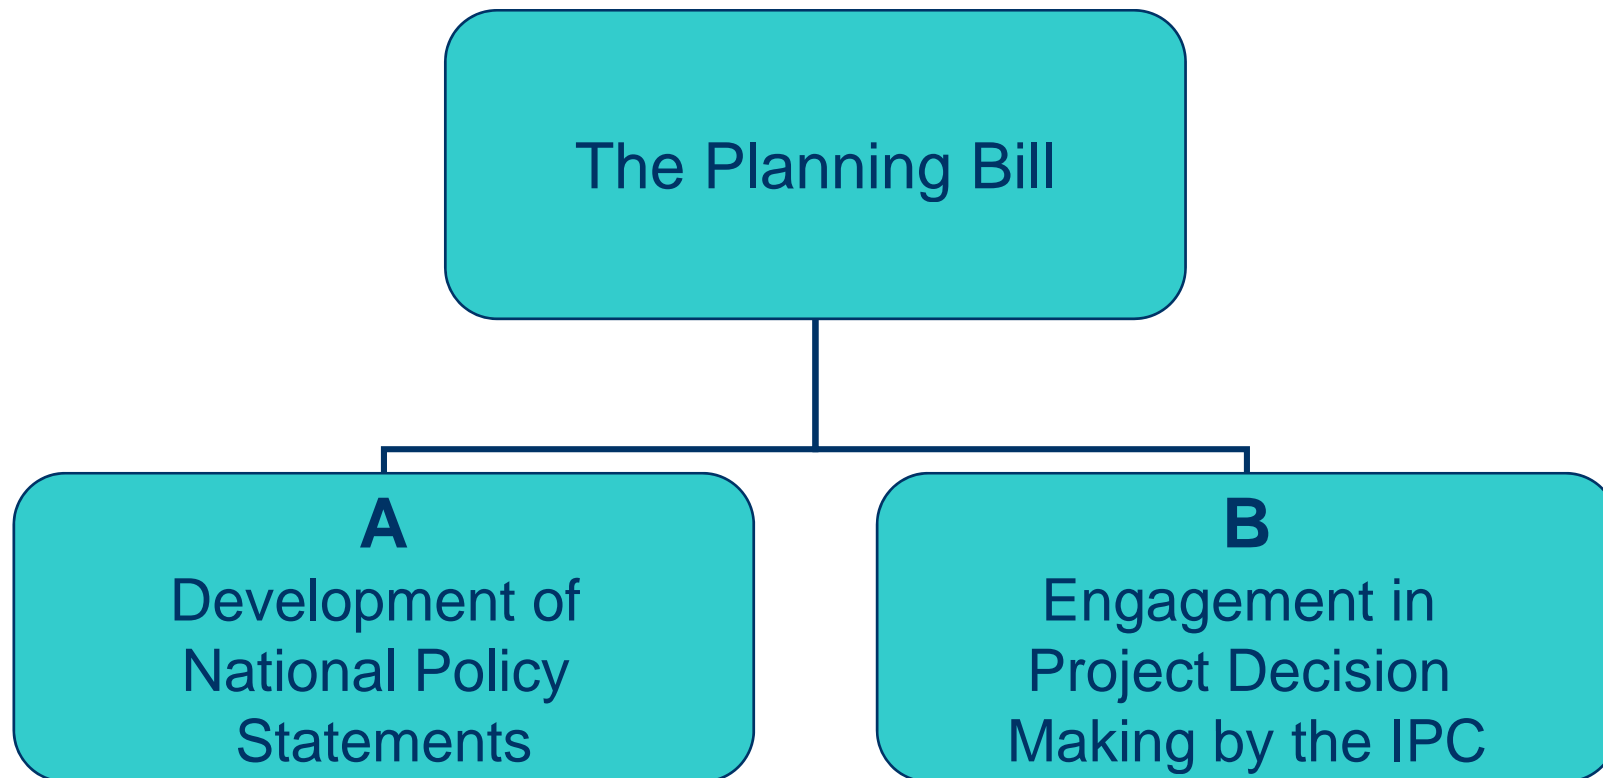 The Planning Bill
A
Development of
National Policy
Statements
B
Engagement in
Project Decision
Making by the IPC